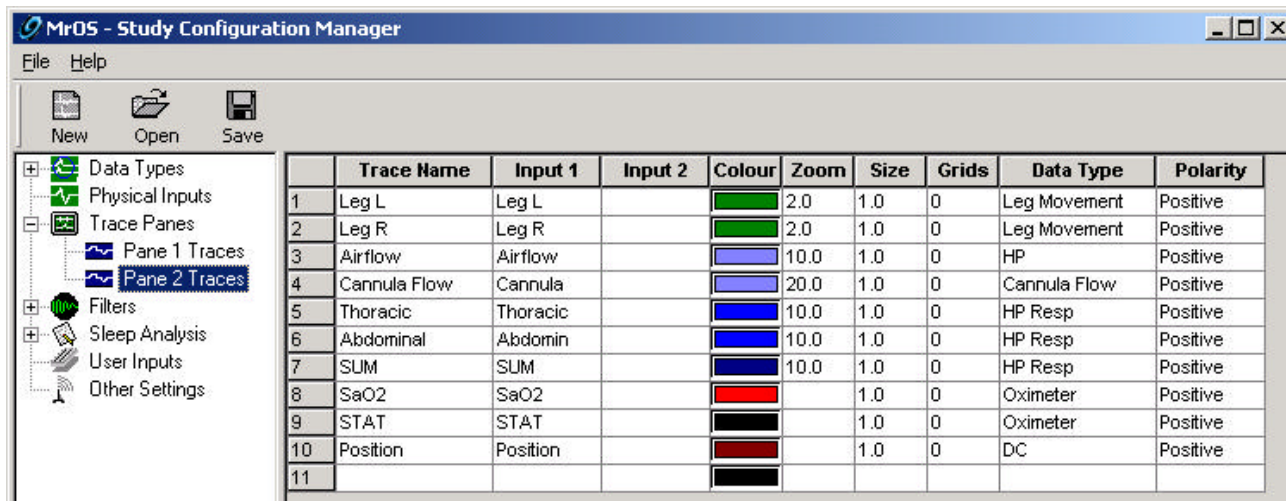 MrOS - Study Configuration Manager
File Help
New Open Save
Data Types
Physical Inputs
Trace Panes
Pane 1 Traces
Pane 2 Traces
Filters
Sleep Analysis
User Inputs
Other Settings
Trace Name Input 1 Input 2 Colour Zoom Size Grids Data Type Polarity
1 Leg L Leg L 2.0 1.0 0 Leg Movement Positive
2 Leg R Leg R 2.0 1.0 0 Leg Movement Positive
3 Airflow Airflow 10.0 1.0 0 HP Positive
4 Cannula Flow Cannula 20.0 1.0 0 Cannula Flow Positive
5 Thoracic Thoracic 10.0 1.0 0 HP Resp Positive
6 Abdominal Abdomin 10.0 1.0 0 HP Resp Positive
7 SUM SUM 10.0 1.0 0 HP Resp Positive
8 SaO2 SaO2 1.0 0 Oximeter Positive
9 STAT STAT 1.0 0 Oximeter Positive
10 Position Position 1.0 0 DC Positive
11